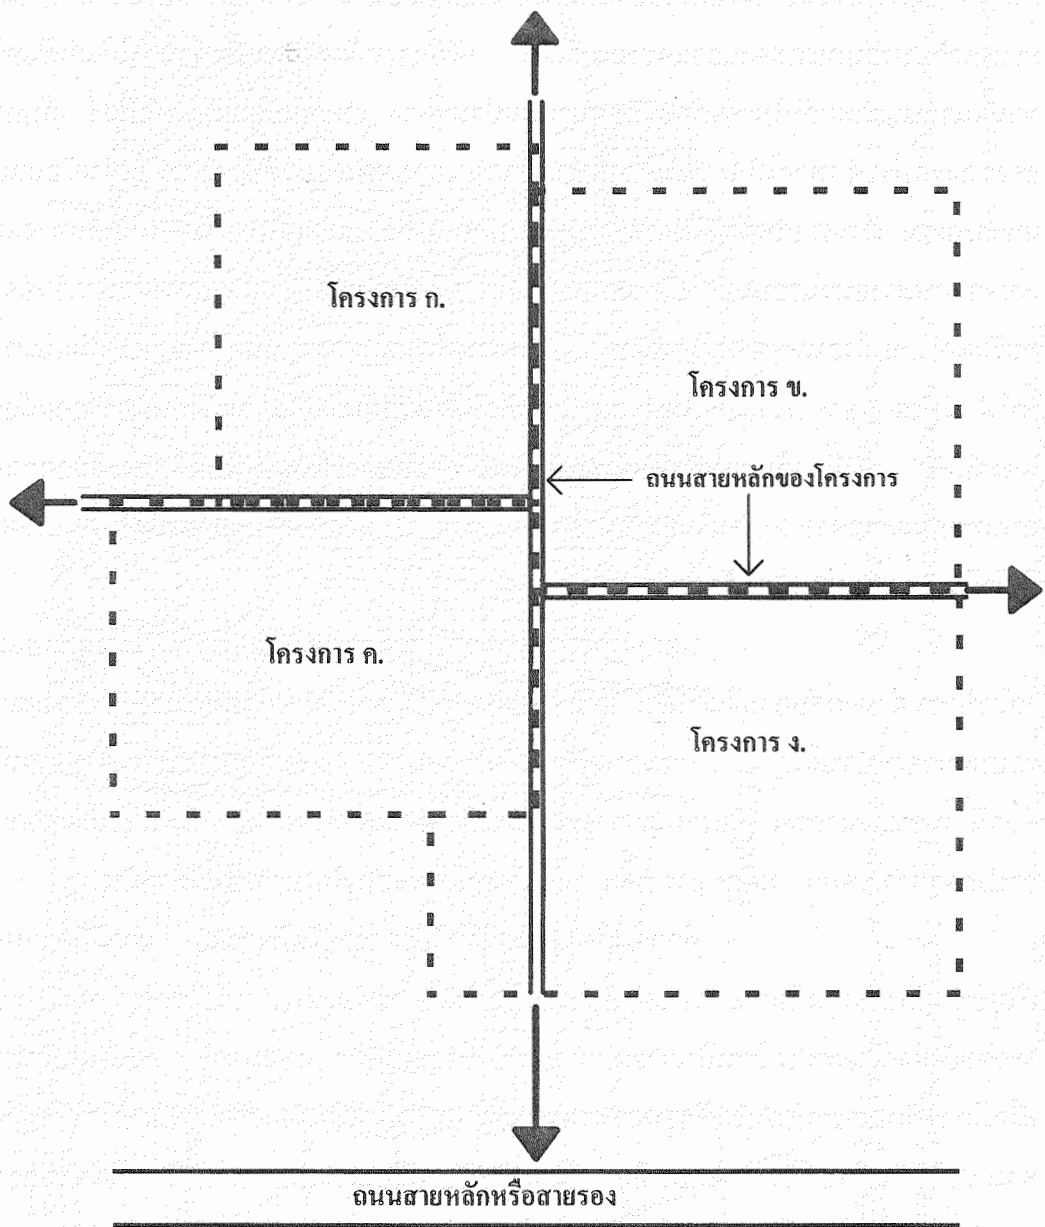 โครงการ ก.
โครงการ ข.
ถนนสายหลักของโครงการ
โครงการ ค.
โครงการ ง.
ถนนสายหลักหรือสายรอง